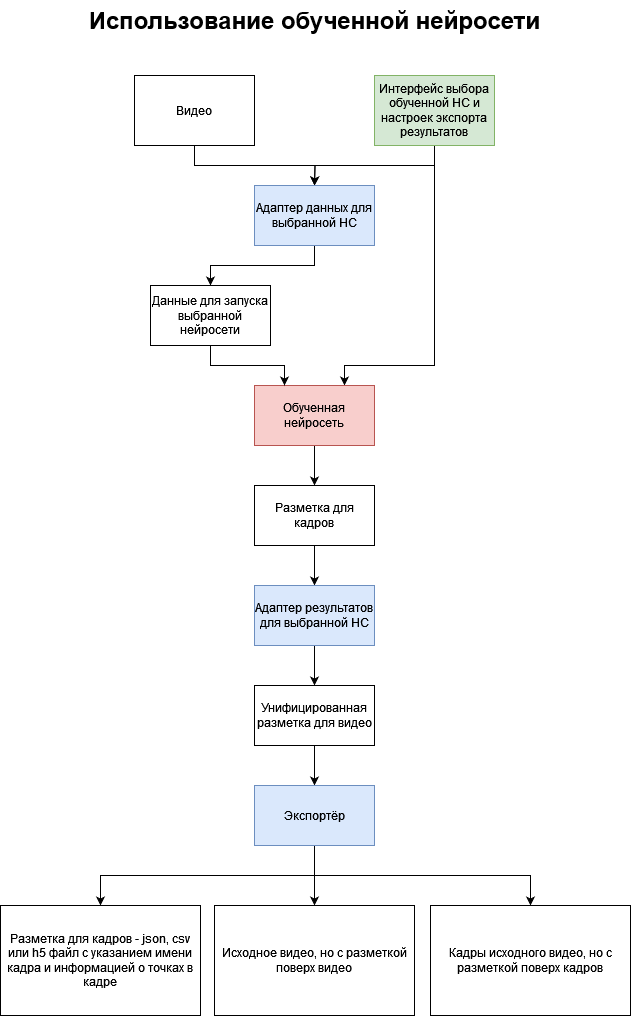 Использование обученной нейросети
Видео
Интерфейс выбора
обученной НС и
настроек экспорта
результатов
Адаптер данных для
выбранной НС
Данные для запуска
выбранной
нейросети
Обученная
нейросеть
Разметка для
кадров
Адаптер результатов
для выбранной НС
Унифицированная
разметка для видео
Экспортёр
Разметка для кадров - json, csv
или h5 файл с указанием имени
кадра и информацией о точках в
кадре
Исходное видео, но с разметкой
поверх видео
Кадры исходного видео, но с
разметкой поверх кадров